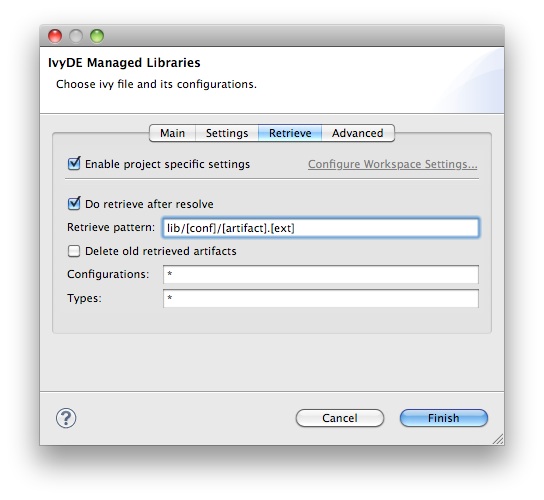 IvyDE Managed Libraries
Choose ivy file and its configurations.
Main Settings Retrieve Advanced
Enable project specific settings Configure Workspace Settings...
Do retrieve after resolve
Retrieve pattern: lib/[conf]/[artifact].[ext]
Delete old retrieved artifacts
Configurations: *
Types: *
? Cancel Finish